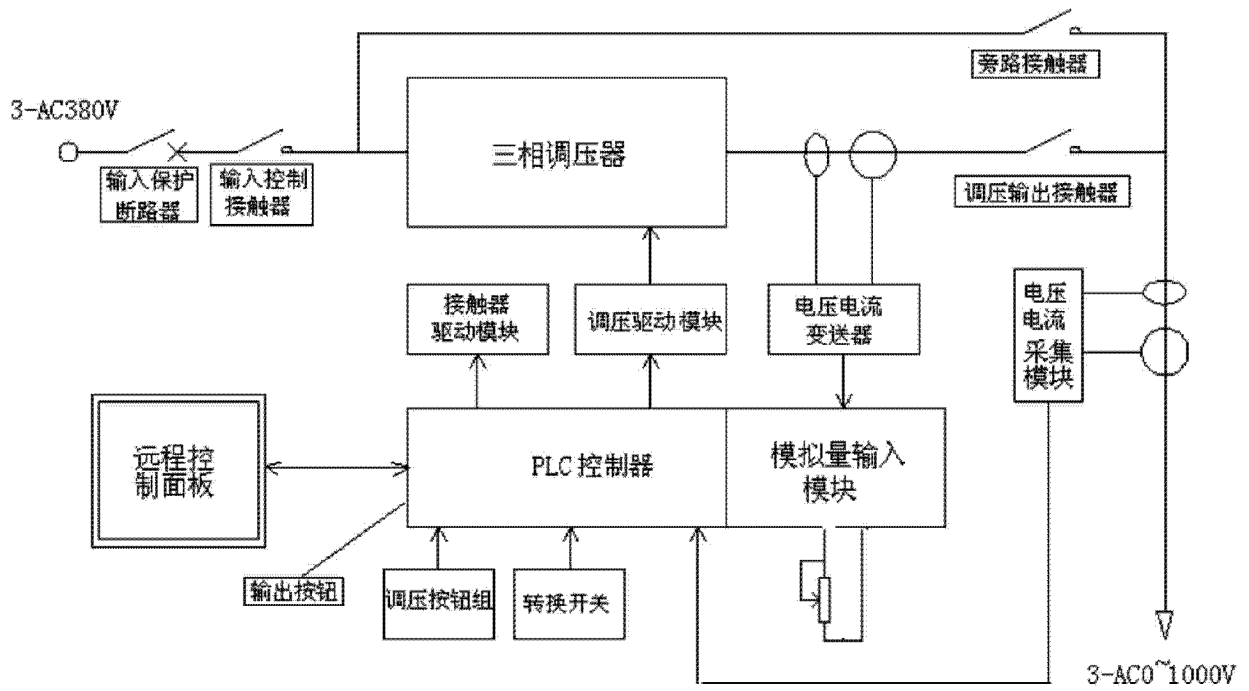 旁路接触器
3-AC380V
三相调压器
输入保护
断路器
输入控制
接触器
调压输出接触器
接触器
驱动模块
调压驱动模块
电压电流
变送器
电压
电流
采集
模块
远程控
制面板
PLC控制器
模拟量输入
模块
输出按钮
调压按钮组
转换开关
3-AC0~1000V